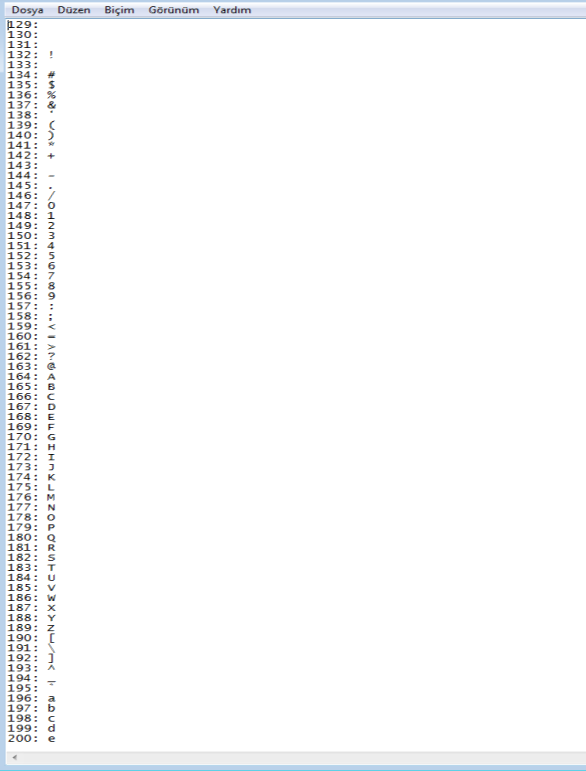 Dosya Düzen Biçim Görünüm Yardım
129:
130:
131:
132: !
133:
134: #
135: $
136: %
137: &
138: '
139: (
140: )
141: *
142: +
143:
144: -
145: .
146: /
147: 0
148: 1
149: 2
150: 3
151: 4
152: 5
153: 6
154: 7
155: 8
156: 9
157: :
158: ;
159: <
160: =
161: >
162: ?
163: @
164: A
165: B
166: C
167: D
168: E
169: F
170: G
171: H
172: I
173: J
174: K
175: L
176: M
177: N
178: O
179: P
180: Q
181: R
182: S
183: T
184: U
185: V
186: W
187: X
188: Y
189: Z
190: [
191: \
192: ]
193: ^
194: _
195: `
196: a
197: b
198: c
199: d
200: e